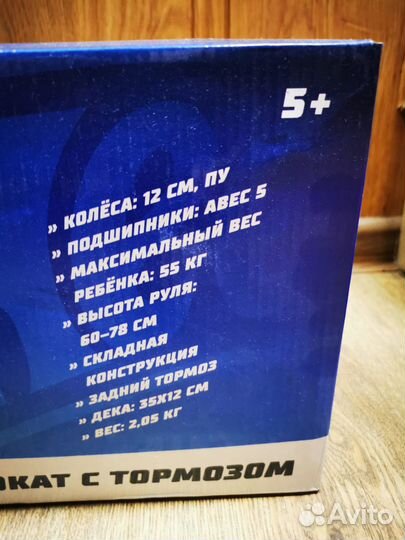 5+
» КОЛЁСА: 12 СМ, ПУ
» ПОДШИПНИКИ: ABEC 5
» МАКСИМАЛЬНЫЙ ВЕС
РЕБЁНКА: 55 КГ
» ВЫСОТА РУЛЯ:
60–78 СМ
» СКЛАДНАЯ
КОНСТРУКЦИЯ
» ЗАДНИЙ ТОРМОЗ
» ДЕКА: 35Х12 СМ
» ВЕС: 2,05 КГ
ОКАТ С ТОРМОЗОМ
Avito